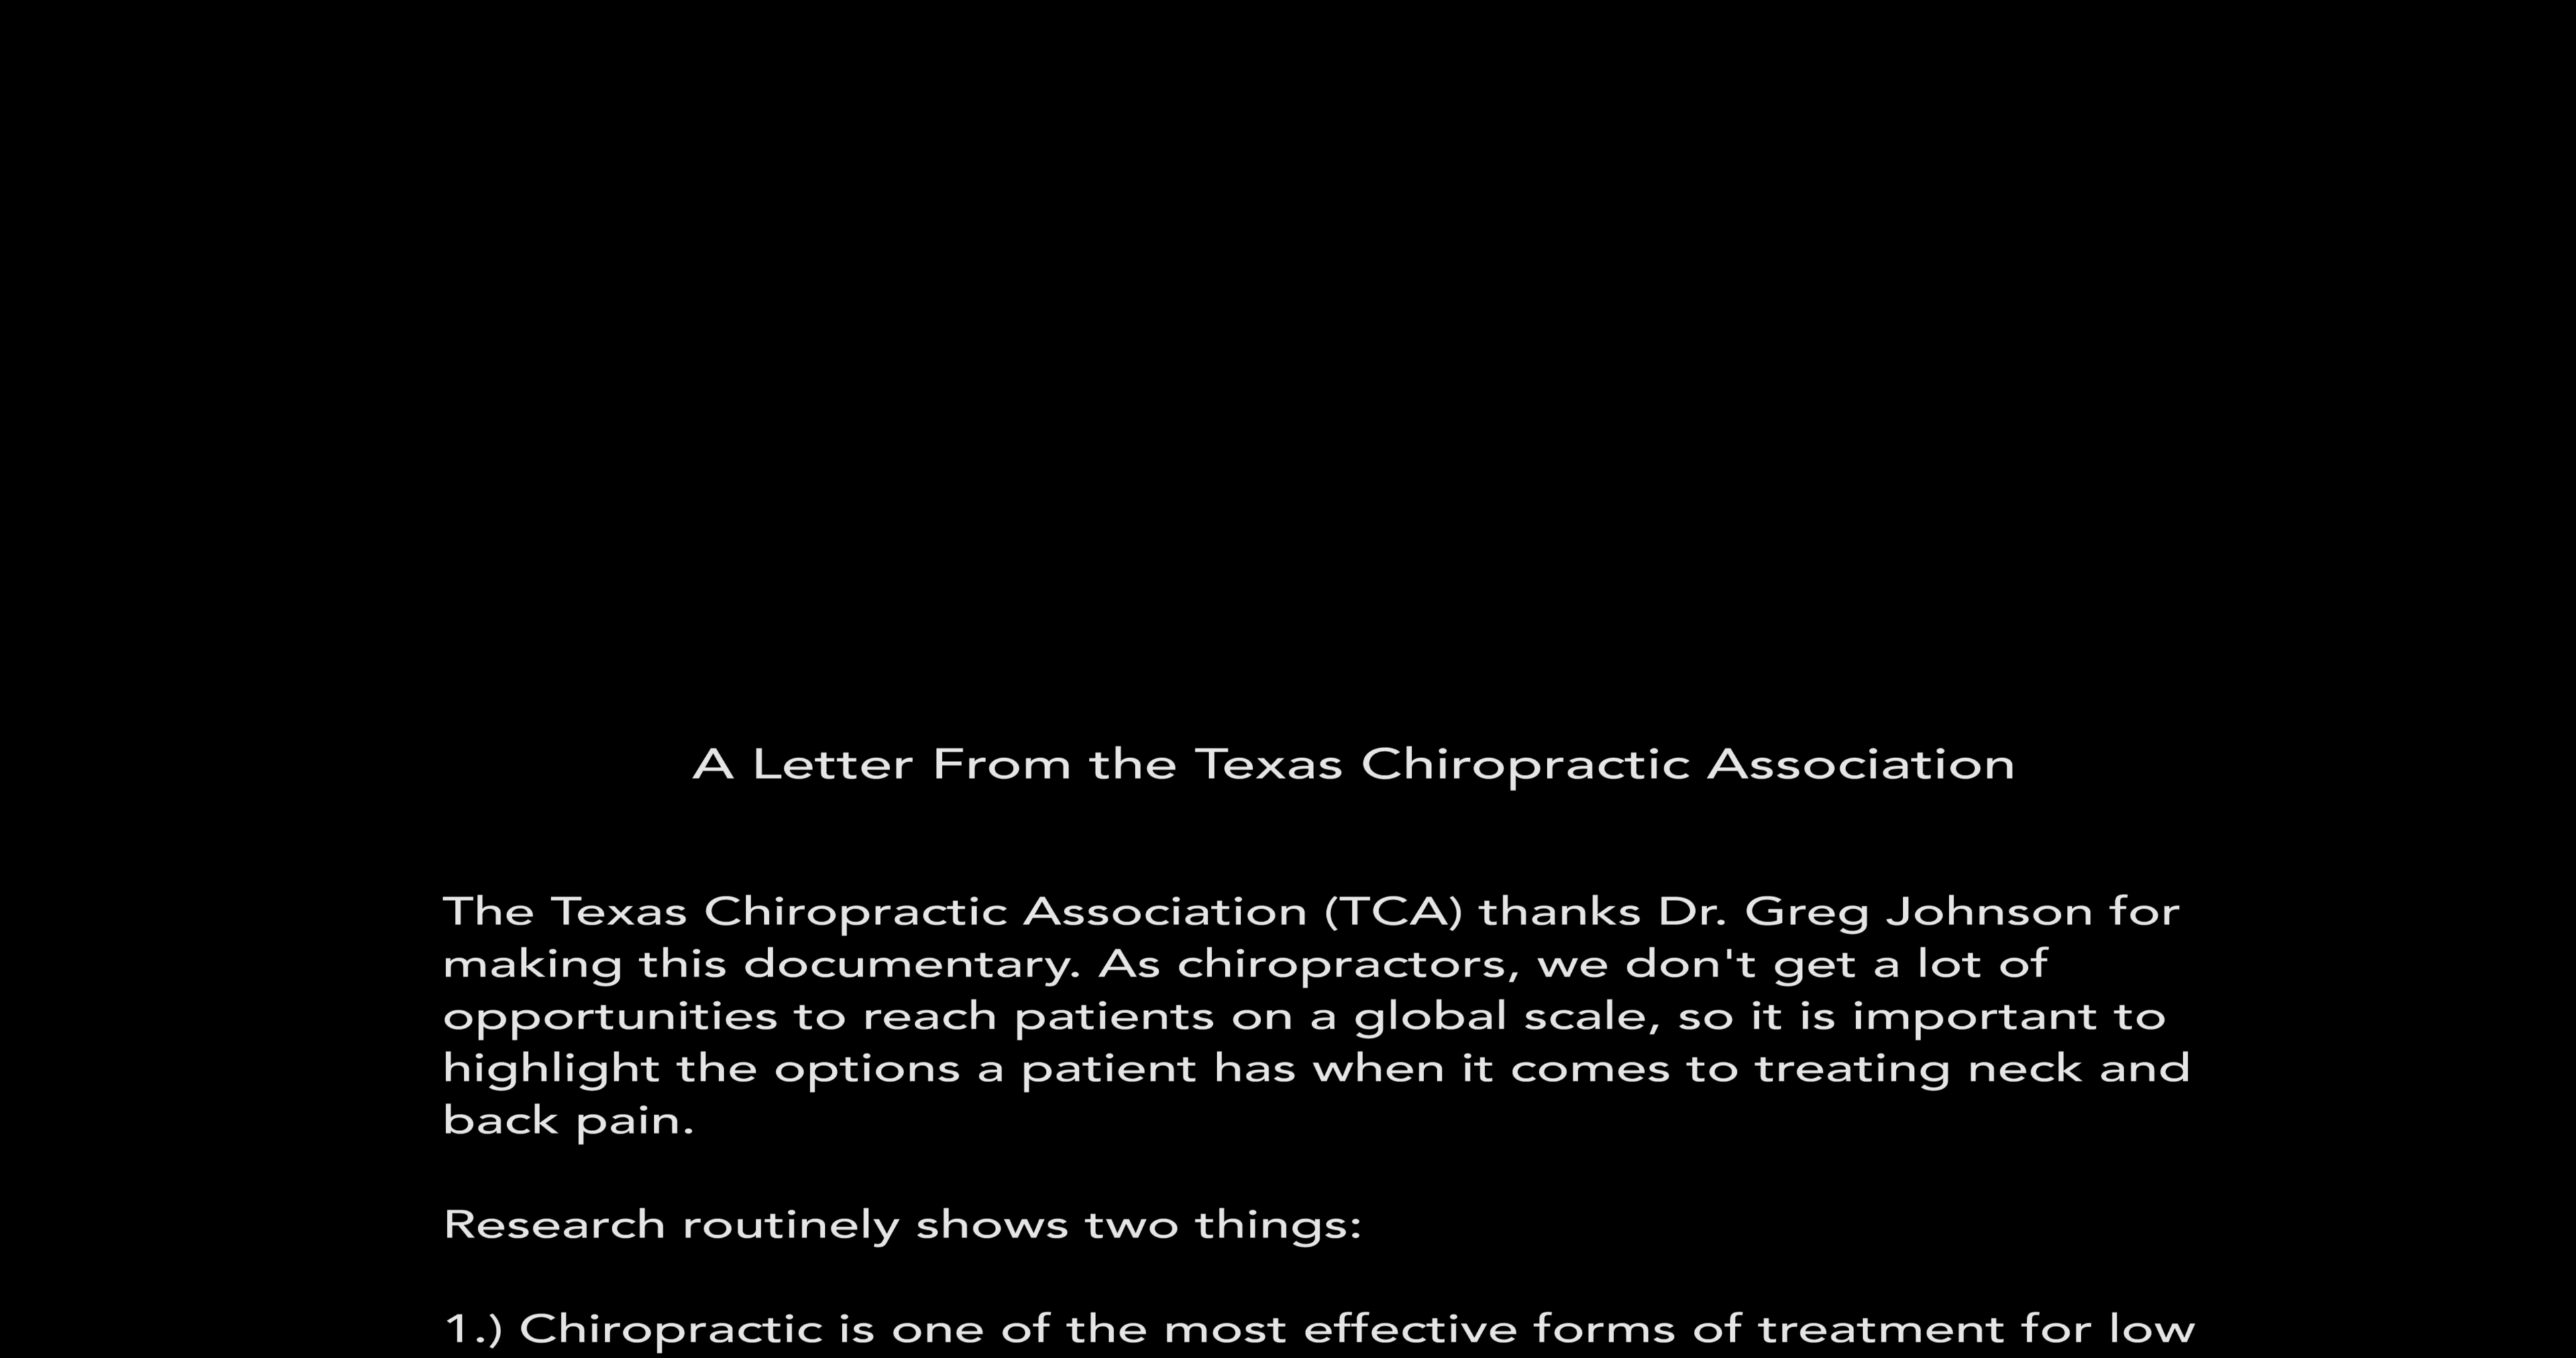 A Letter From the Texas Chiropractic Association
The Texas Chiropractic Association (TCA) thanks Dr. Greg Johnson for
making this documentary. As chiropractors, we don't get a lot of
opportunities to reach patients on a global scale, so it is important to
highlight the options a patient has when it comes to treating neck and
back pain.
Research routinely shows two things:
1.) Chiropractic is one of the most effective forms of treatment for low